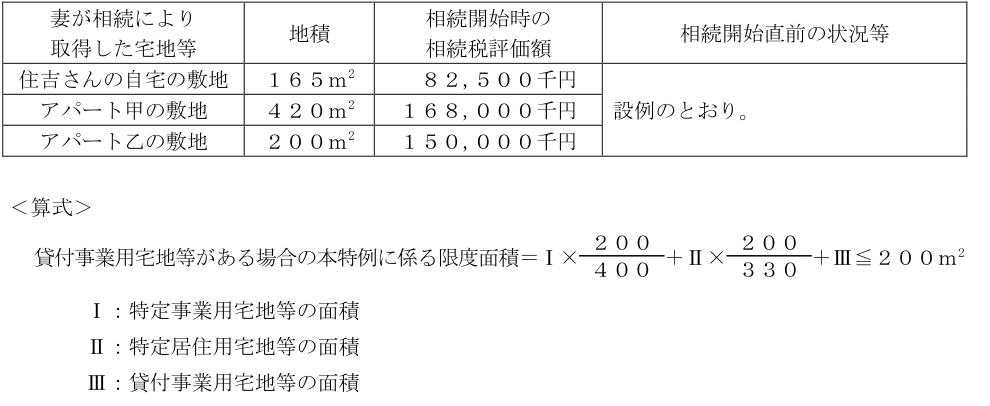 妻が相続により
取得した宅地等
地積
相続開始時の
相続税評価額
相続開始直前の状況等
住吉さんの自宅の敷地 １６５m² ８２，５００千円
アパート甲の敷地 ４２０m² １６８，０００千円
設例のとおり。
アパート乙の敷地 ２００m² １５０，０００千円
＜算式＞
貸付事業用宅地等がある場合の本特例に係る限度面積＝Ⅰ×２００/４００＋Ⅱ×２００/３３０＋Ⅲ≦２００m²
Ⅰ：特定事業用宅地等の面積
Ⅱ：特定居住用宅地等の面積
Ⅲ：貸付事業用宅地等の面積